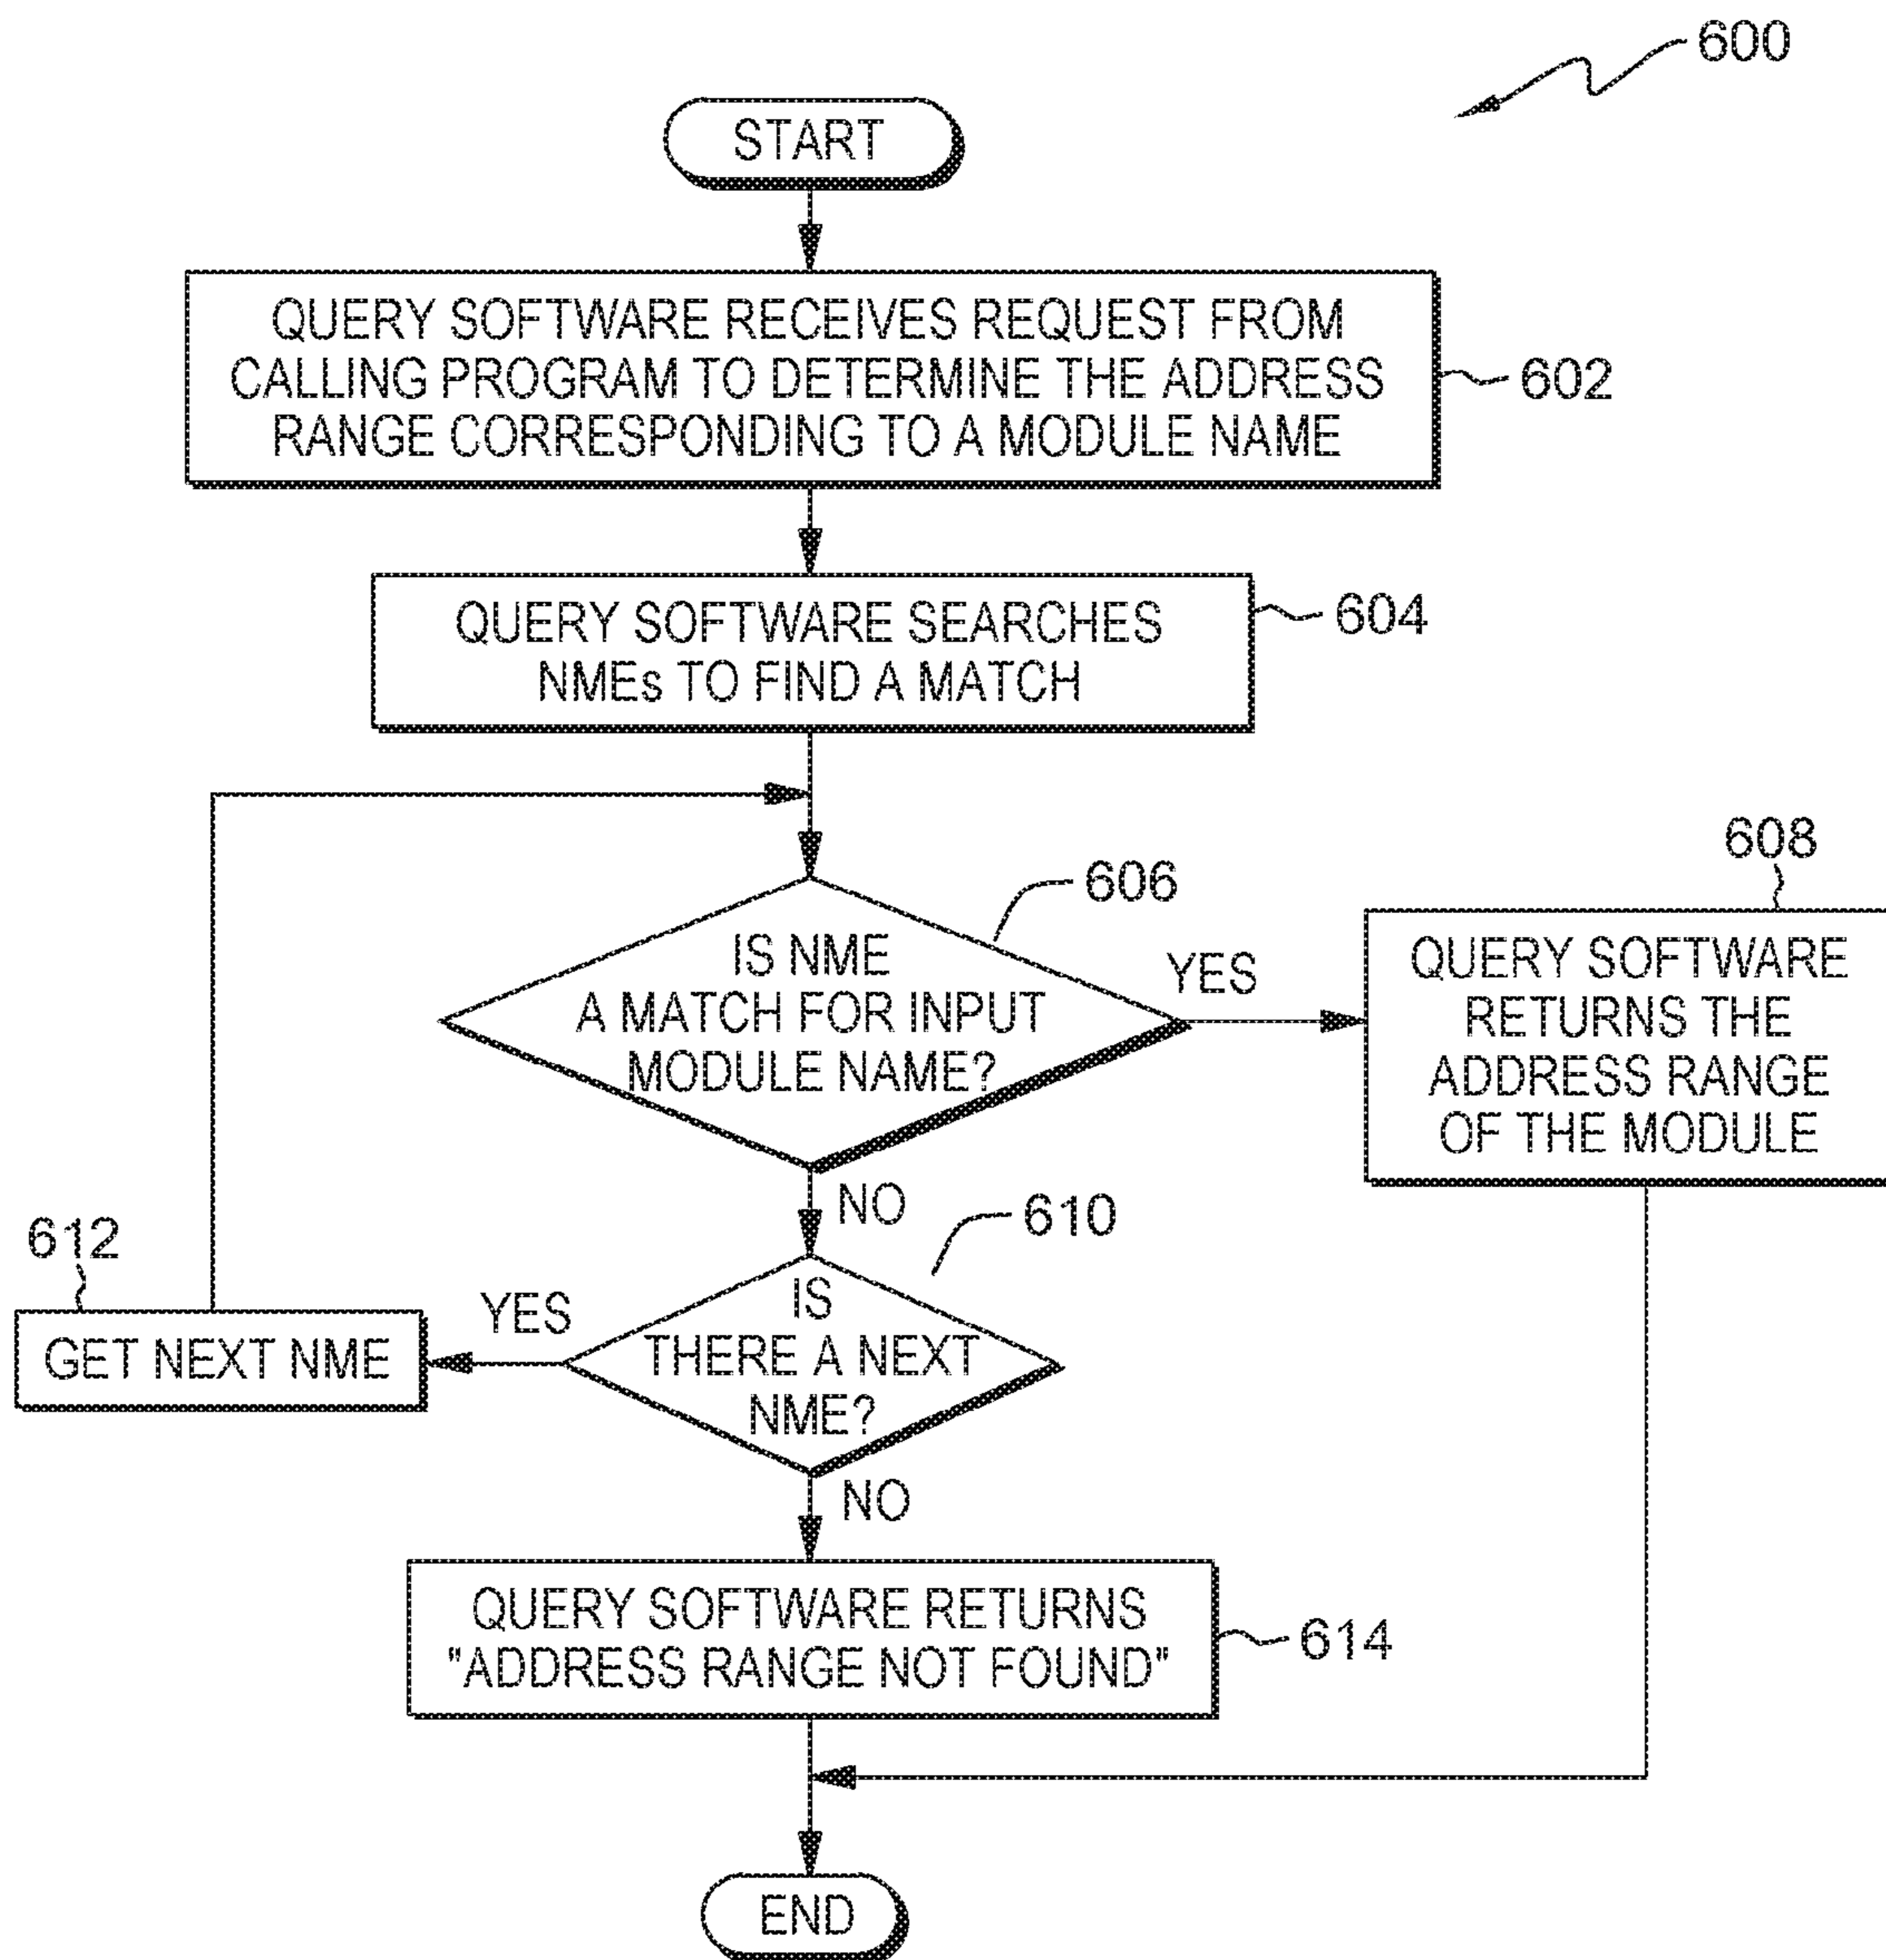 600
START
QUERY SOFTWARE RECEIVES REQUEST FROM
CALLING PROGRAM TO DETERMINE THE ADDRESS
RANGE CORRESPONDING TO A MODULE NAME
602
QUERY SOFTWARE SEARCHES
NMEs TO FIND A MATCH
604
606
IS NME
A MATCH FOR INPUT
MODULE NAME?
YES
608
QUERY SOFTWARE
RETURNS THE
ADDRESS RANGE
OF THE MODULE
NO
610
IS
THERE A NEXT
NME?
YES
612
GET NEXT NME
NO
QUERY SOFTWARE RETURNS
"ADDRESS RANGE NOT FOUND"
614
END